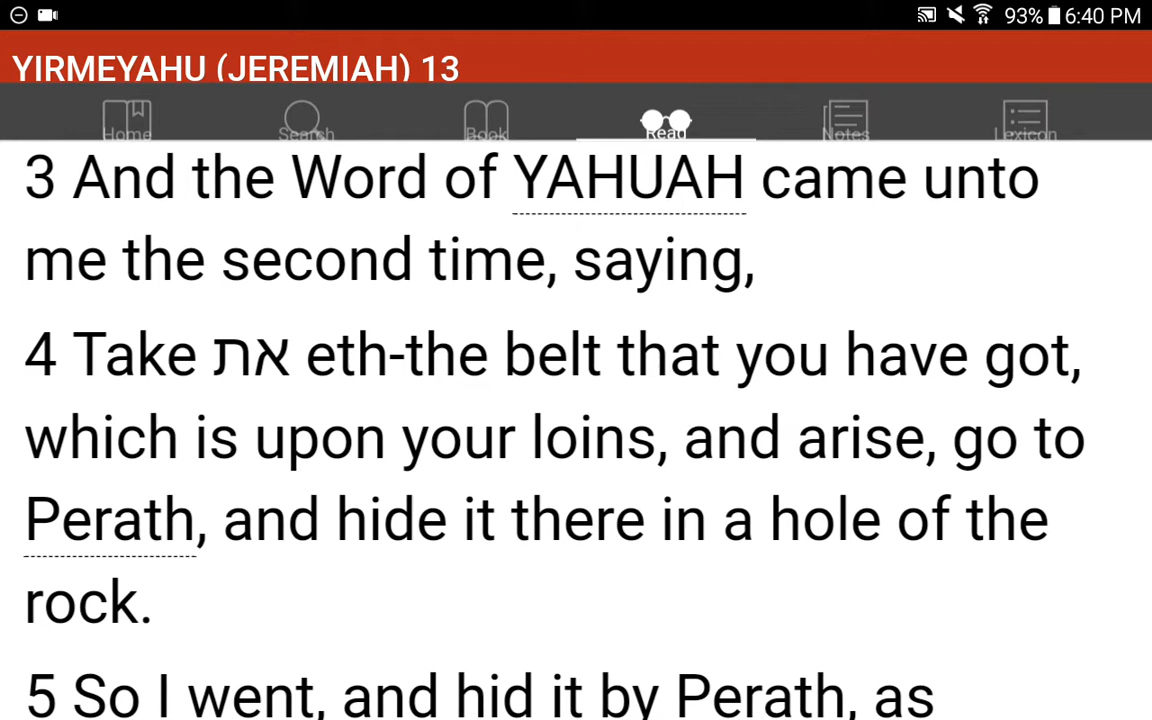 93% 6:40 PM
YIRMEYAHU (JEREMIAH) 13
Home Search Book Read Notes Lexicon
3 And the Word of YAHUAH came unto
me the second time, saying,
4 Take את eth-the belt that you have got,
which is upon your loins, and arise, go to
Perath, and hide it there in a hole of the
rock.
5 So I went, and hid it by Perath, as